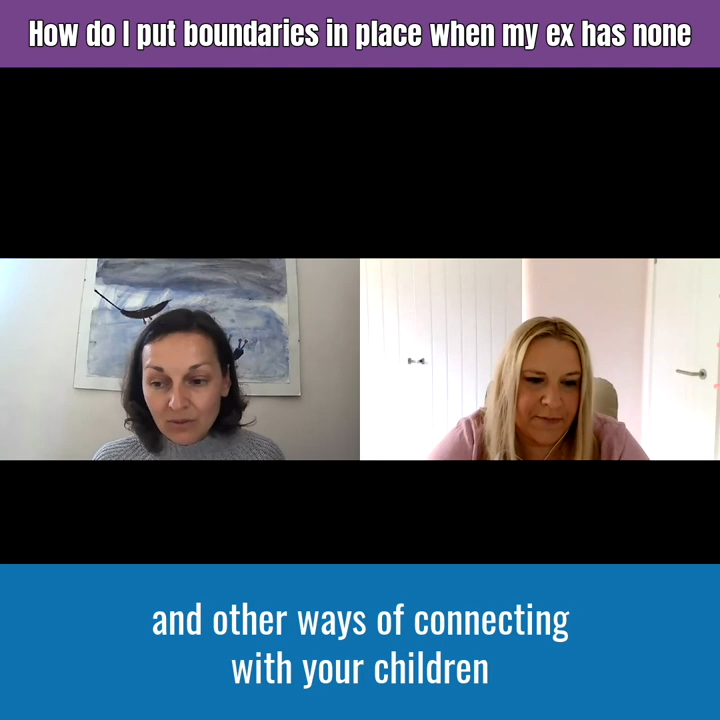 How do I put boundaries in place when my ex has none
and other ways of connecting
with your children